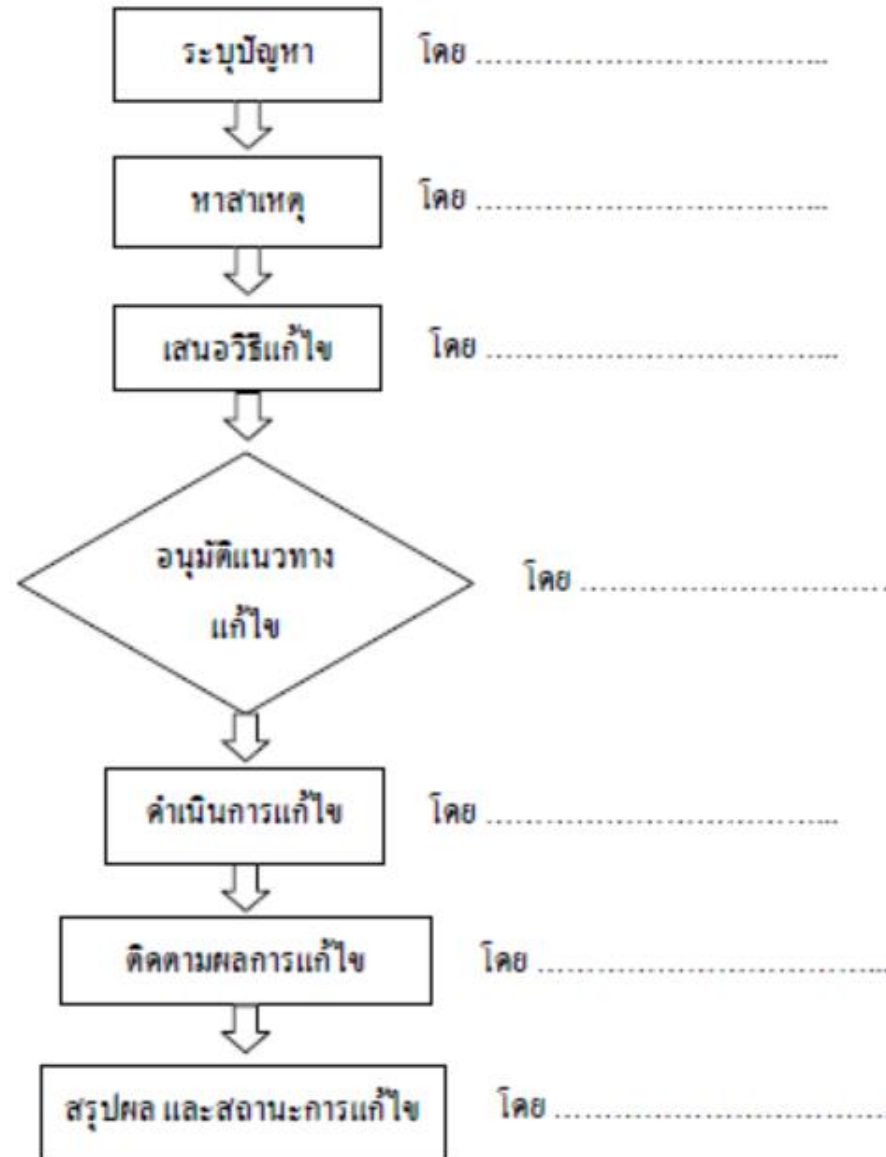 ระบุปัญหา โดย ......................................
หาสาเหตุ โดย ......................................
เสนอวิธีแก้ไข โดย ......................................
อนุมัติแนวทาง
แก้ไข
โดย ......................................
ดำเนินการแก้ไข โดย ......................................
ติดตามผลการแก้ไข โดย ......................................
สรุปผล และสถานะการแก้ไข โดย ......................................